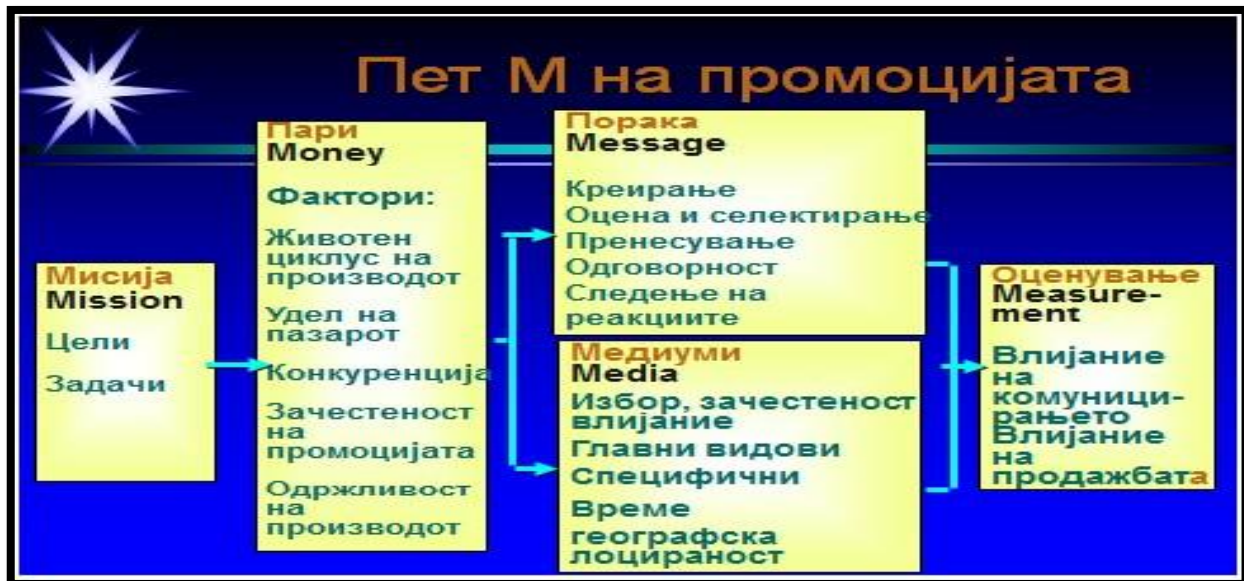 Пет М на промоцијата
Мисија
Mission
Цели
Задачи
Пари
Money
Фактори:
Животен
циклус на
производот
Удел на
пазарот
Конкуренција
Зачестеност
на
промоцијата
Одржливост
на
производот
Порака
Message
Креирање
Оцена и селектирање
Пренесување
Одговорност
Следење на
реакциите
Медиуми
Media
Избор, зачестеност
влијание
Главни видови
Специфични
Време
географска
лоцираност
Оценување
Measure-
ment
Влијание
на
комуници-
рањето
Влијание
на
продажбата